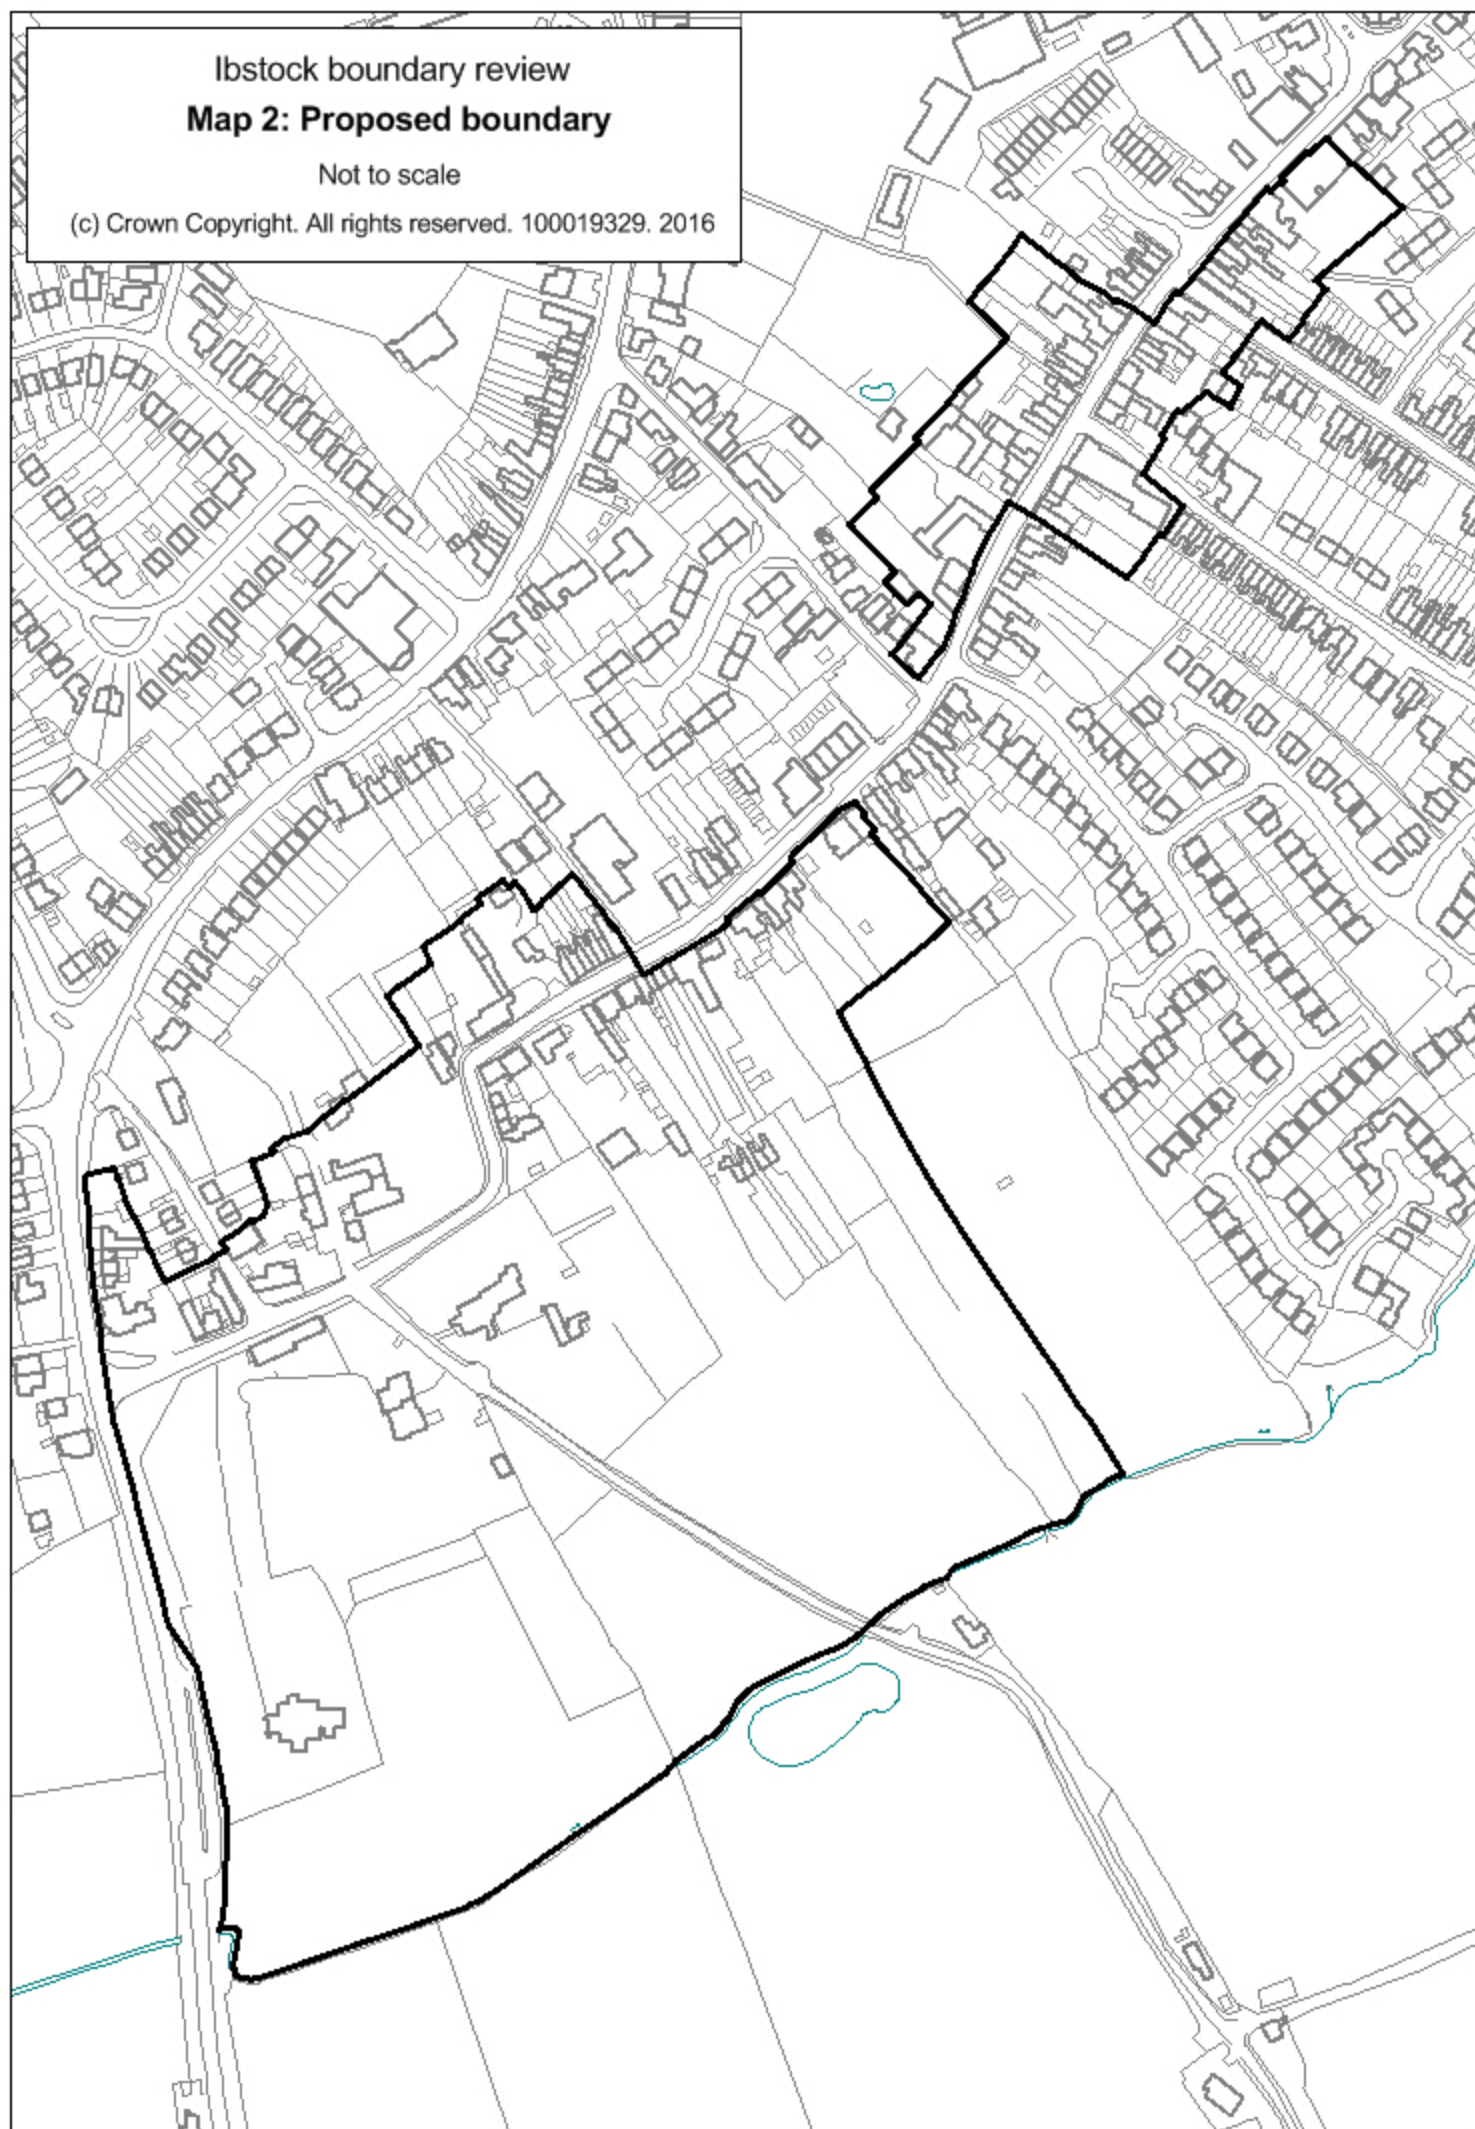 Ibstock boundary review
Map 2: Proposed boundary
Not to scale
(c) Crown Copyright. All rights reserved. 100019329. 2016